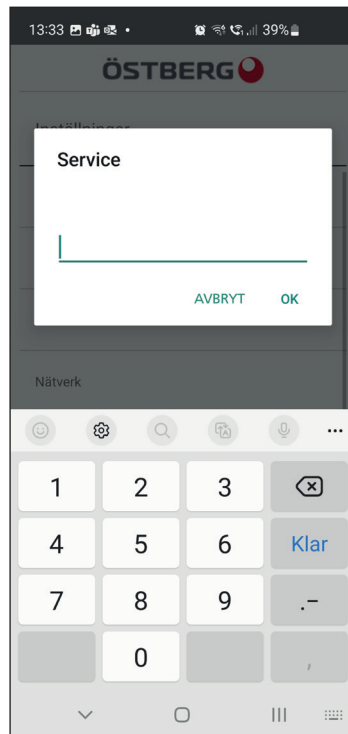 13:33 39%
ÖSTBERG
Inställningar
Service
AVBRYT OK
Nätverk
1 2 3
4 5 6 Klar
7 8 9 .-
0 ,